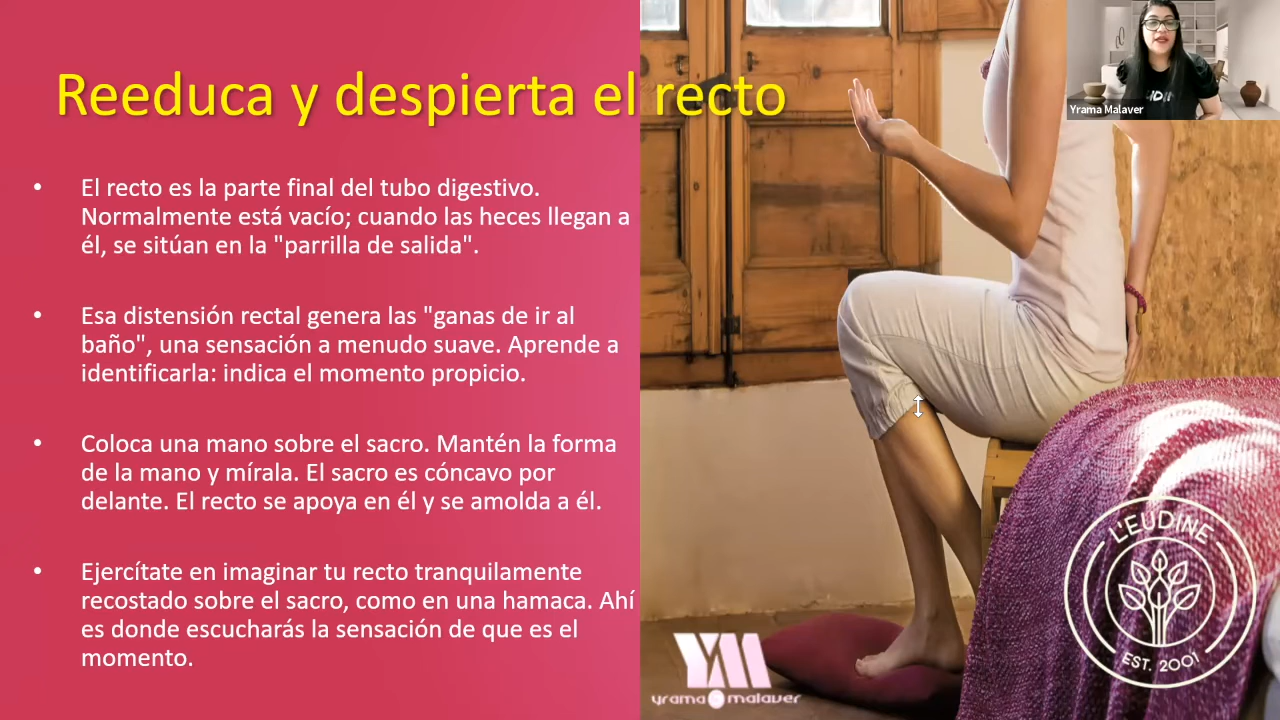 Reeduca y despierta el recto
• El recto es la parte final del tubo digestivo.
Normalmente está vacío; cuando las heces llegan a
él, se sitúan en la "parrilla de salida".
• Esa distensión rectal genera las "ganas de ir al
baño", una sensación a menudo suave. Aprende a
identificarla: indica el momento propicio.
• Coloca una mano sobre el sacro. Mantén la forma
de la mano y mírala. El sacro es cóncavo por
delante. El recto se apoya en él y se amolda a él.
• Ejercítate en imaginar tu recto tranquilamente
recostado sobre el sacro, como en una hamaca. Ahí
es donde escucharás la sensación de que es el
momento.
Yrama Malaver
YM
yrama malaver
L'EUDINE
EST. 2001